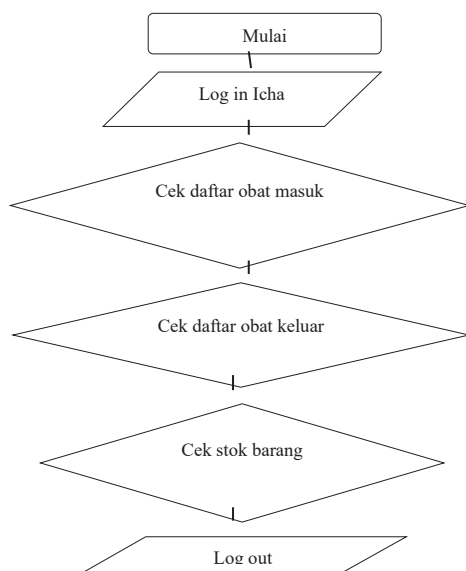 Mulai
Log in Icha
Cek daftar obat masuk
Cek daftar obat keluar
Cek stok barang
Log out